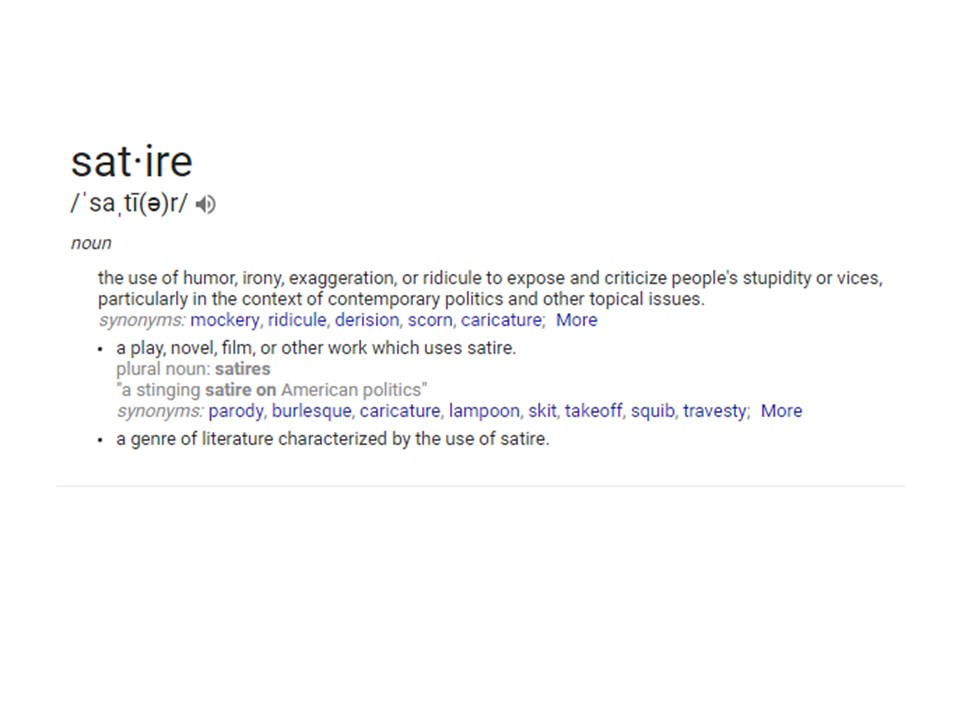 sat·ire
/ˈsaˌtī(ə)r/
noun
the use of humor, irony, exaggeration, or ridicule to expose and criticize people's stupidity or vices,
particularly in the context of contemporary politics and other topical issues.
synonyms: mockery, ridicule, derision, scorn, caricature; More
• a play, novel, film, or other work which uses satire.
plural noun: satires
"a stinging satire on American politics"
synonyms: parody, burlesque, caricature, lampoon, skit, takeoff, squib, travesty; More
• a genre of literature characterized by the use of satire.